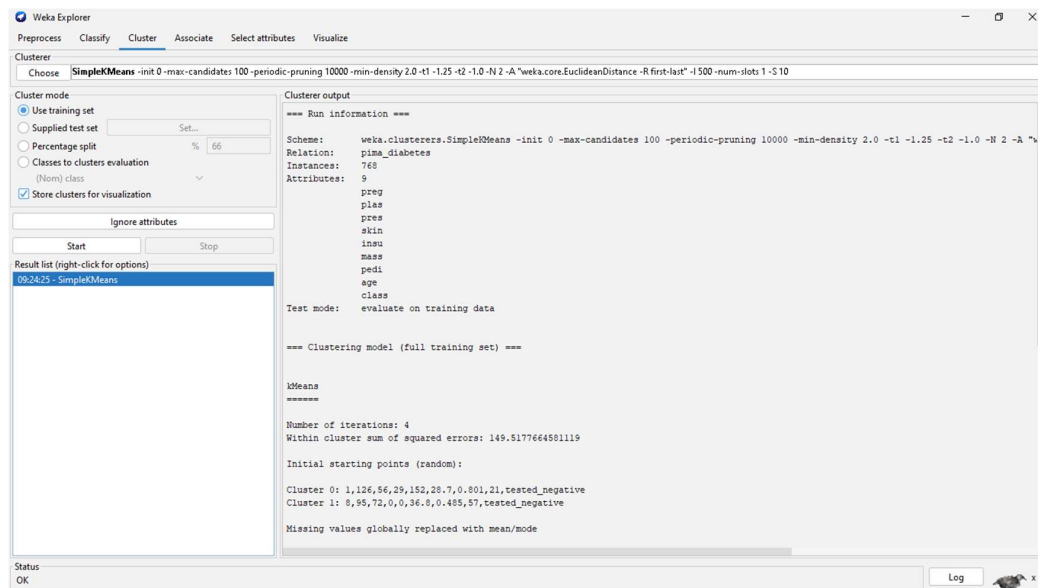 Weka Explorer
Preprocess Classify Cluster Associate Select attributes Visualize
Clusterer
Choose SimpleKMeans -init 0 -max-candidates 100 -periodic-pruning 10000 -min-density 2.0 -t1 -1.25 -t2 -1.0 -N 2 -A "weka.core.EuclideanDistance -R first-last" -I 500 -num-slots 1 -S 10
Cluster mode
Use training set
Supplied test set Set...
Percentage split % 66
Classes to clusters evaluation
(Nom) class
Store clusters for visualization
Ignore attributes
Start Stop
Result list (right-click for options)
09:24:25 - SimpleKMeans
Clusterer output
=== Run information ===
Scheme: weka.clusterers.SimpleKMeans -init 0 -max-candidates 100 -periodic-pruning 10000 -min-density 2.0 -t1 -1.25 -t2 -1.0 -N 2 -A "w
Relation: pima_diabetes
Instances: 768
Attributes: 9
preg
plas
pres
skin
insu
mass
pedi
age
class
Test mode: evaluate on training data
=== Clustering model (full training set) ===
kMeans
======
Number of iterations: 4
Within cluster sum of squared errors: 149.5177664581119
Initial starting points (random):
Cluster 0: 1,126,56,29,152,28.7,0.801,21,tested_negative
Cluster 1: 8,95,72,0,0,36.8,0.485,57,tested_negative
Missing values globally replaced with mean/mode
Status
OK
Log
x